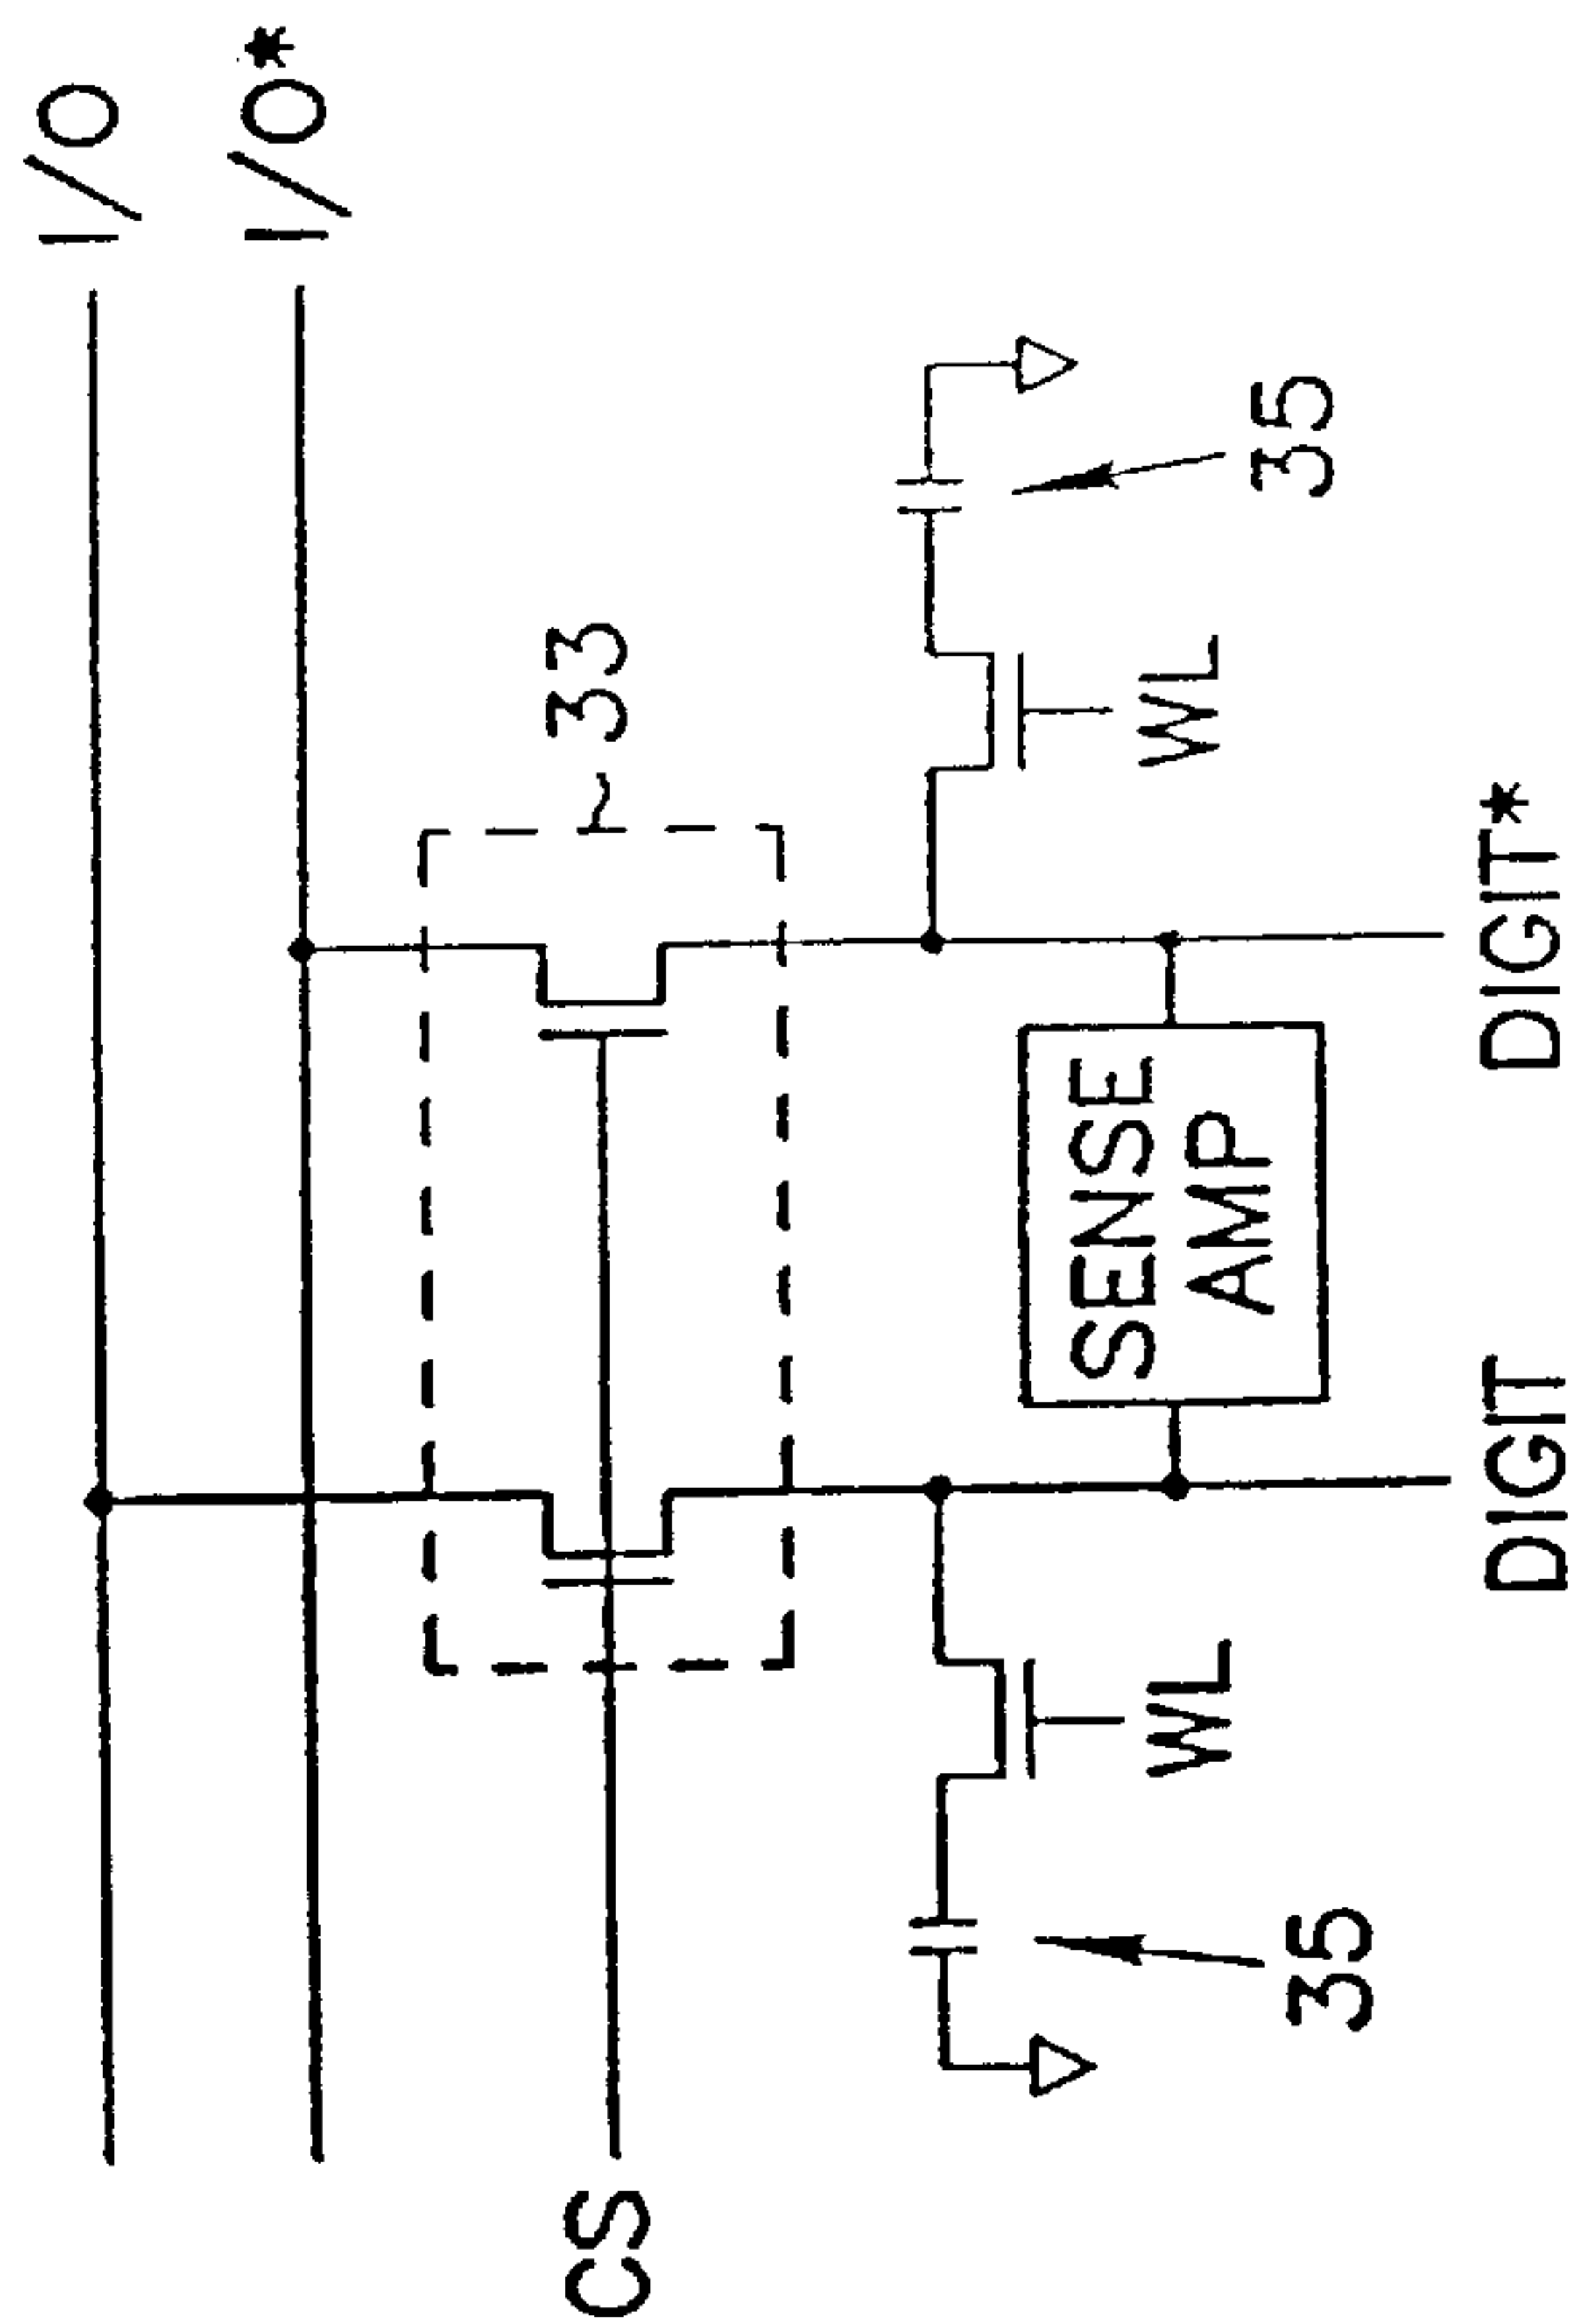 I/O
I/O*
CS
33
35
WL
SENSE
AMP
WL
35
DIGIT
DIGIT*